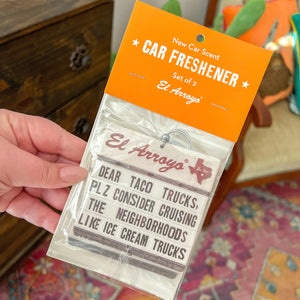 New Car Scent
★ CAR FRESHENER ★
Set of 2
El Arroyo
El Arroyo
DEAR TACO TRUCKS,
PLZ CONSIDER CRUISING
THE NEIGHBORHOODS
LIKE ICE CREAM TRUCKS